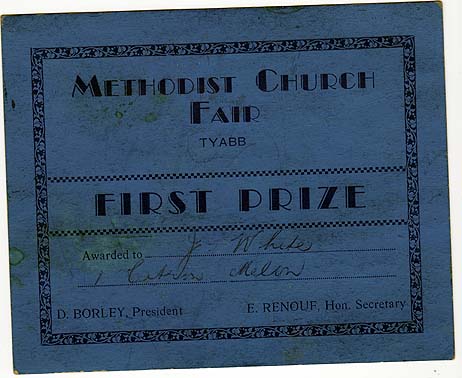 METHODIST CHURCH
FAIR
TYABB
FIRST PRIZE
Awarded to J. White
1 Citron Melon
D. BORLEY, President E. RENOUF, Hon. Secretary